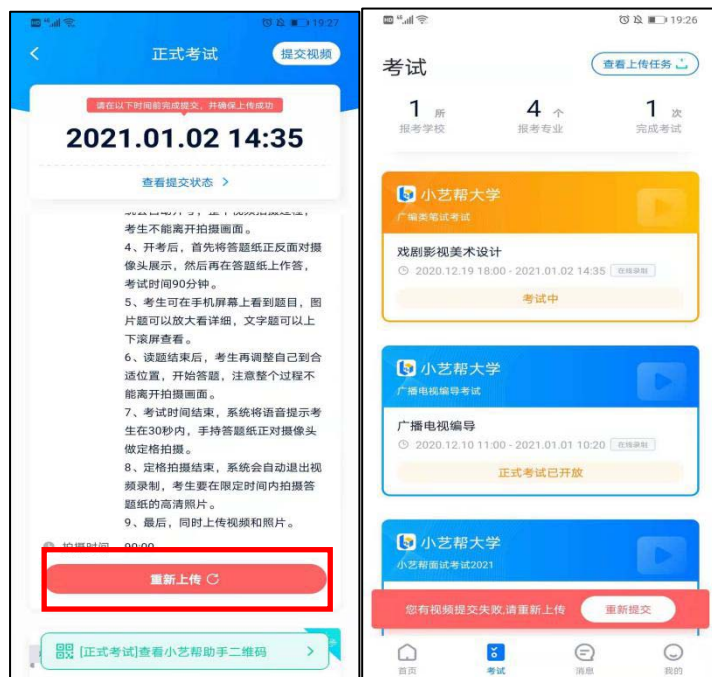 19:27
正式考试
提交视频
请在以下时间前完成提交，并确保上传成功
2021.01.02 14:35
查看提交状态 >
考生不能离开拍摄画面。
4、开考后，首先将答题纸正反面对摄
像头展示，然后再在答题纸上作答，
考试时间90分钟。
5、考生可在手机屏幕上看到题目，图
片题可以放大看详细，文字题可以上
下滚屏查看。
6、读题结束后，考生再调整自己到合
适位置，开始答题，注意整个过程不
能离开拍摄画面。
7、考试时间结束，系统将语音提示考
生在30秒内，手持答题纸正对摄像头
做定格拍摄。
8、定格拍摄结束，系统会自动退出视
频录制，考生要在限定时间内拍摄答
题纸的高清照片。
9、最后，同时上传视频和照片。
拍摄时间 90:00
重新上传
[正式考试]查看小艺帮助手二维码 >
19:26
考试
查看上传任务
1 所
报考学校
4 个
报考专业
1 次
完成考试
小艺帮大学
广编类笔试考试
戏剧影视美术设计
2020.12.19 18:00 - 2021.01.02 14:35 在线录制
考试中
小艺帮大学
广播电视编导考试
广播电视编导
2020.12.10 11:00 - 2021.01.01 10:20 在线录制
正式考试已开放
小艺帮大学
小艺帮面试考试2021
您有视频提交失败,请重新上传
重新提交
首页
考试
消息
我的